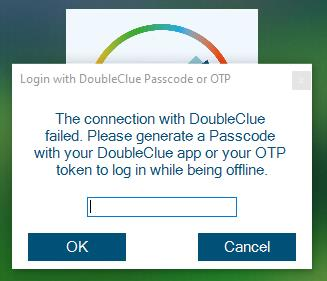 Login with DoubleClue Passcode or OTP
x
The connection with DoubleClue
failed. Please generate a Passcode
with your DoubleClue app or your OTP
token to log in while being offline.
OK
Cancel